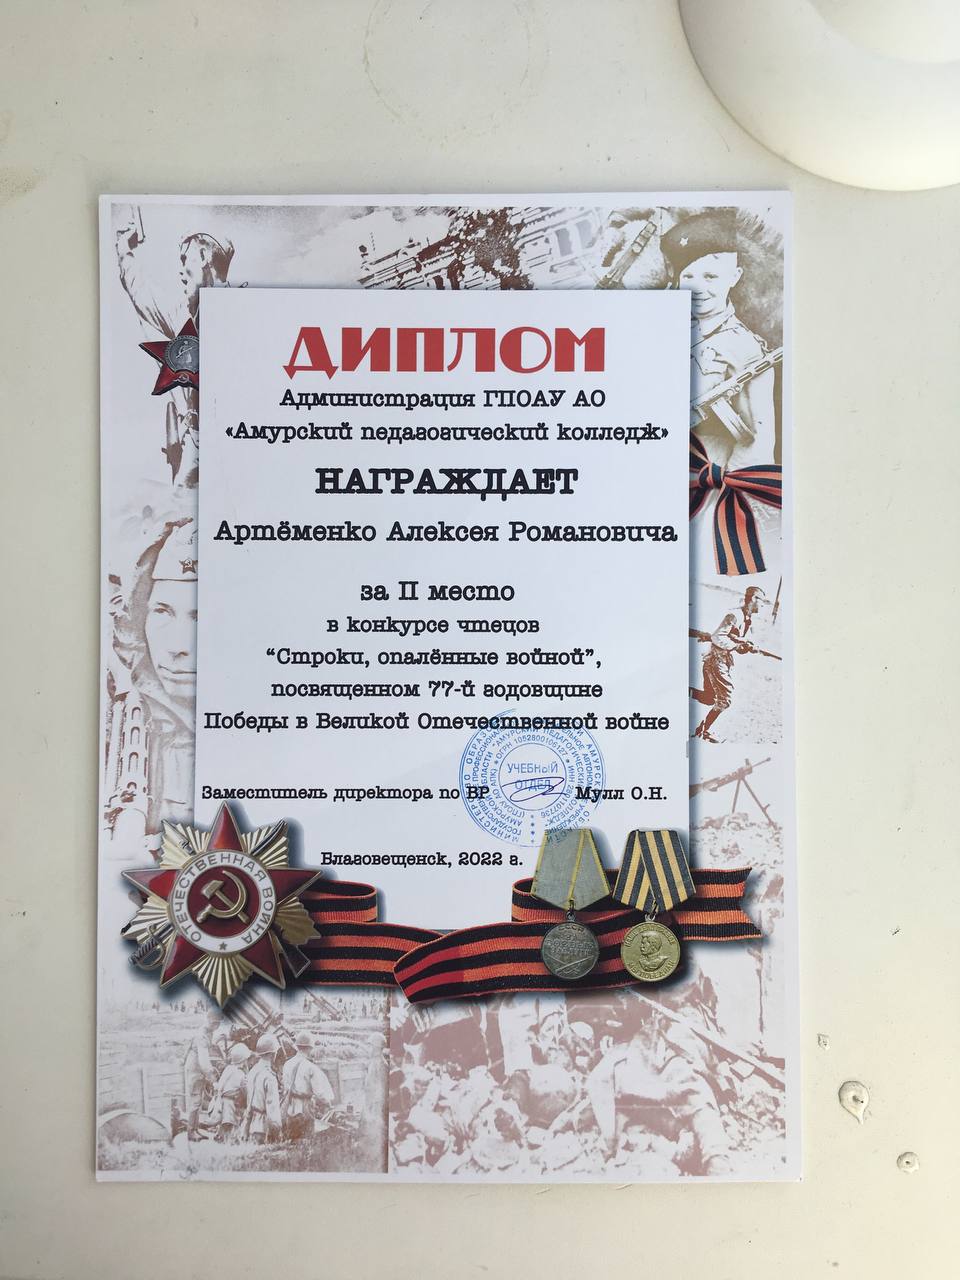 ДИПЛОМ
Администрация ГПОАУ АО
«Амурский педагогический колледж»
НАГРАЖДАЕТ
Артёменко Алексея Романовича
за II место
в конкурсе чтецов
“Строки, опалённые войной”,
посвященном 77-й годовщине
Победы в Великой Отечественной войне
УЧЕБНЫЙ
ОТДЕЛ
Заместитель директора по ВР Мулл О.Н.
Благовещенск, 2022 г.
ОТЕЧЕСТВЕННАЯ ВОЙНА